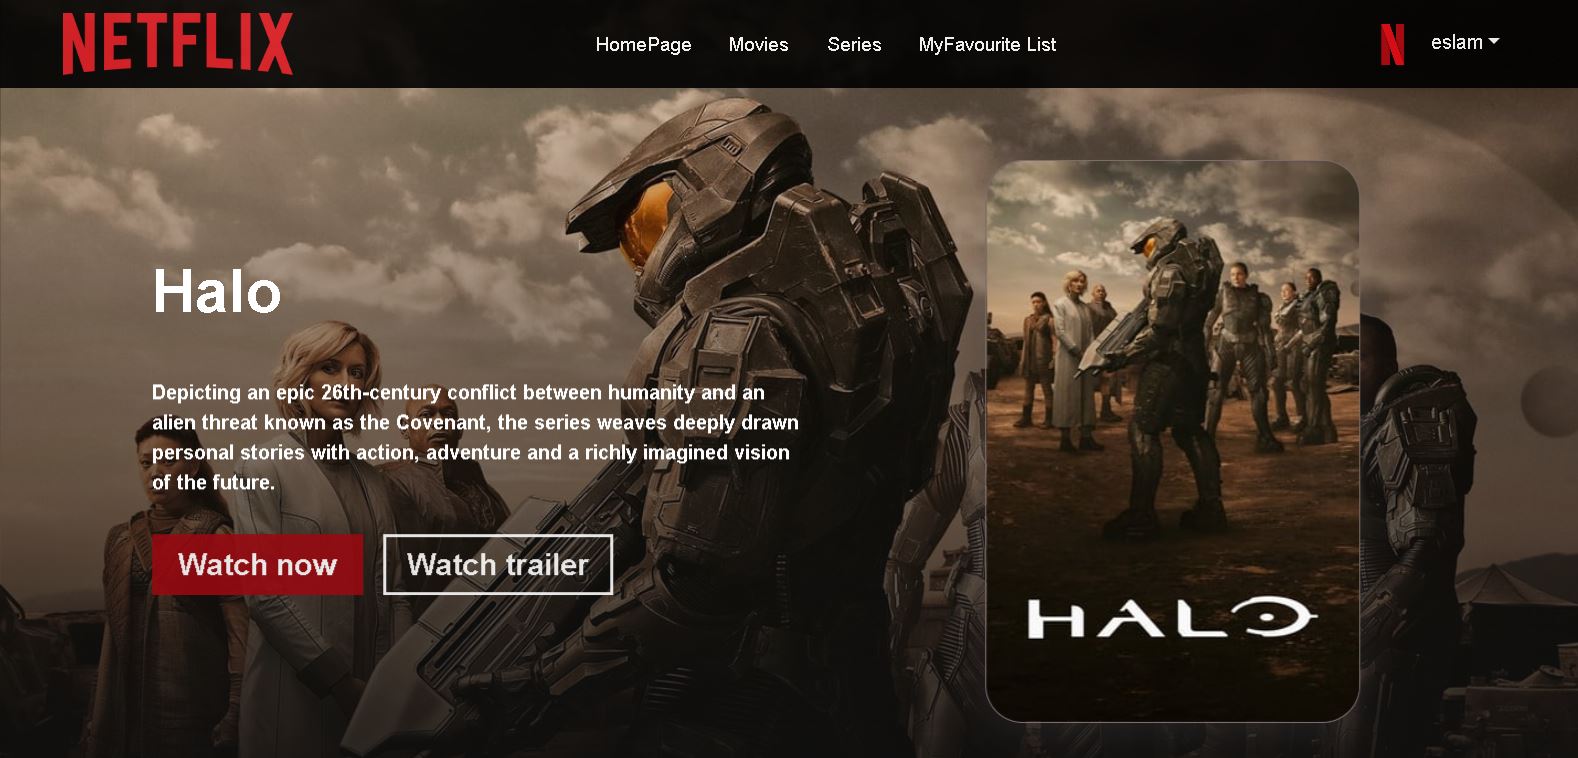 NETFLIX
HomePage
Movies
Series
MyFavourite List
N
eslam
Halo
Depicting an epic 26th-century conflict between humanity and an
alien threat known as the Covenant, the series weaves deeply drawn
personal stories with action, adventure and a richly imagined vision
of the future.
Watch now
Watch trailer
HALO